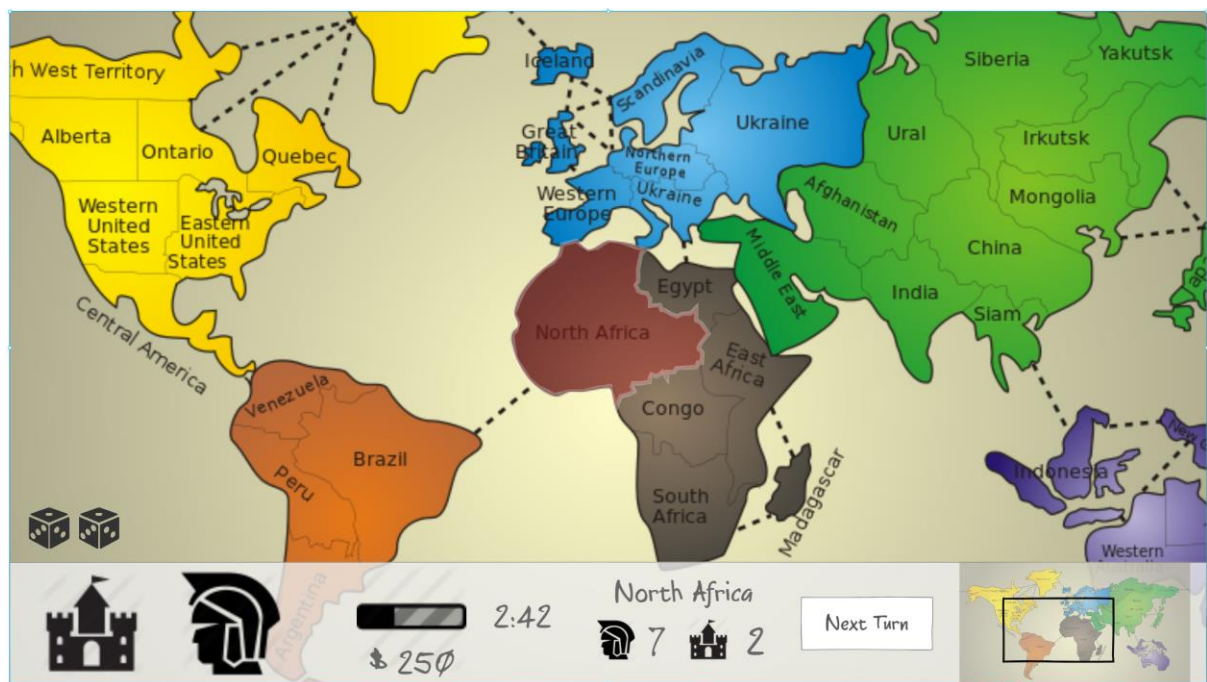 h West Territory
Alberta
Ontario
Quebec
Western
United
States
Eastern
United
States
Central America
Venezuela
Peru
Brazil
Argentina
Iceland
Scandinavia
Great
Britain
Northern
Europe
Ukraine
Western
Europe
Ukraine
North Africa
Egypt
East
Africa
Congo
South
Africa
Madagascar
Middle East
Afghanistan
Ural
Siberia
Yakutsk
Irkutsk
Mongolia
China
India
Siam
Indonesia
New
Western
2:42
$ 250
North Africa
7
2
Next Turn